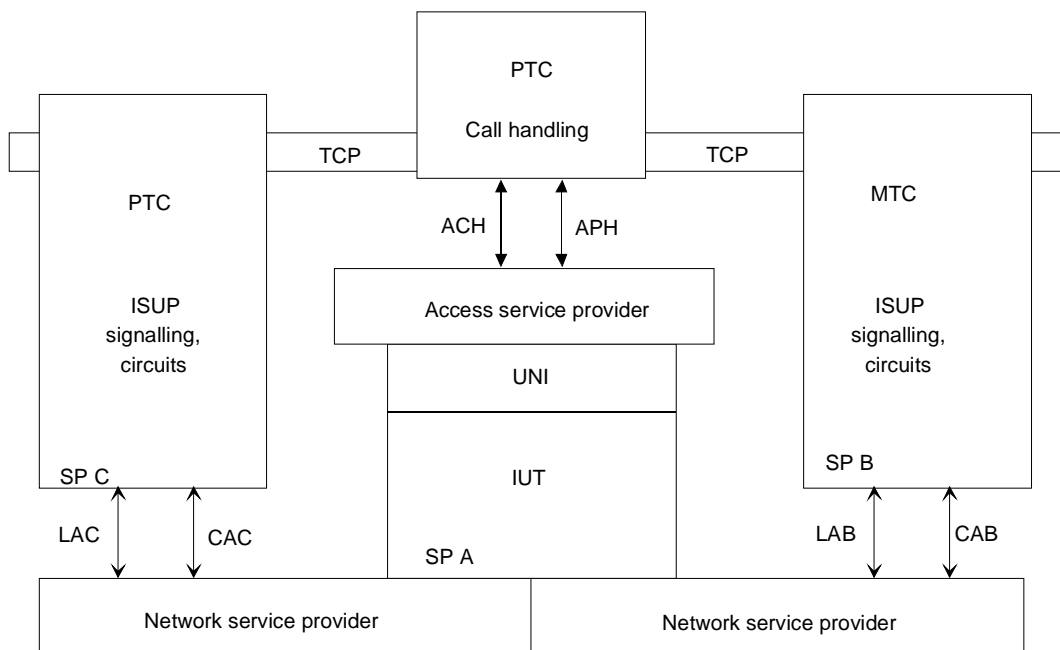 PTC
Call handling
TCP
TCP
PTC
MTC
ACH
APH
ISUP
signalling,
circuits
Access service provider
ISUP
signalling,
circuits
UNI
IUT
SP C
SP B
LAC
CAC
SP A
LAB
CAB
Network service provider
Network service provider